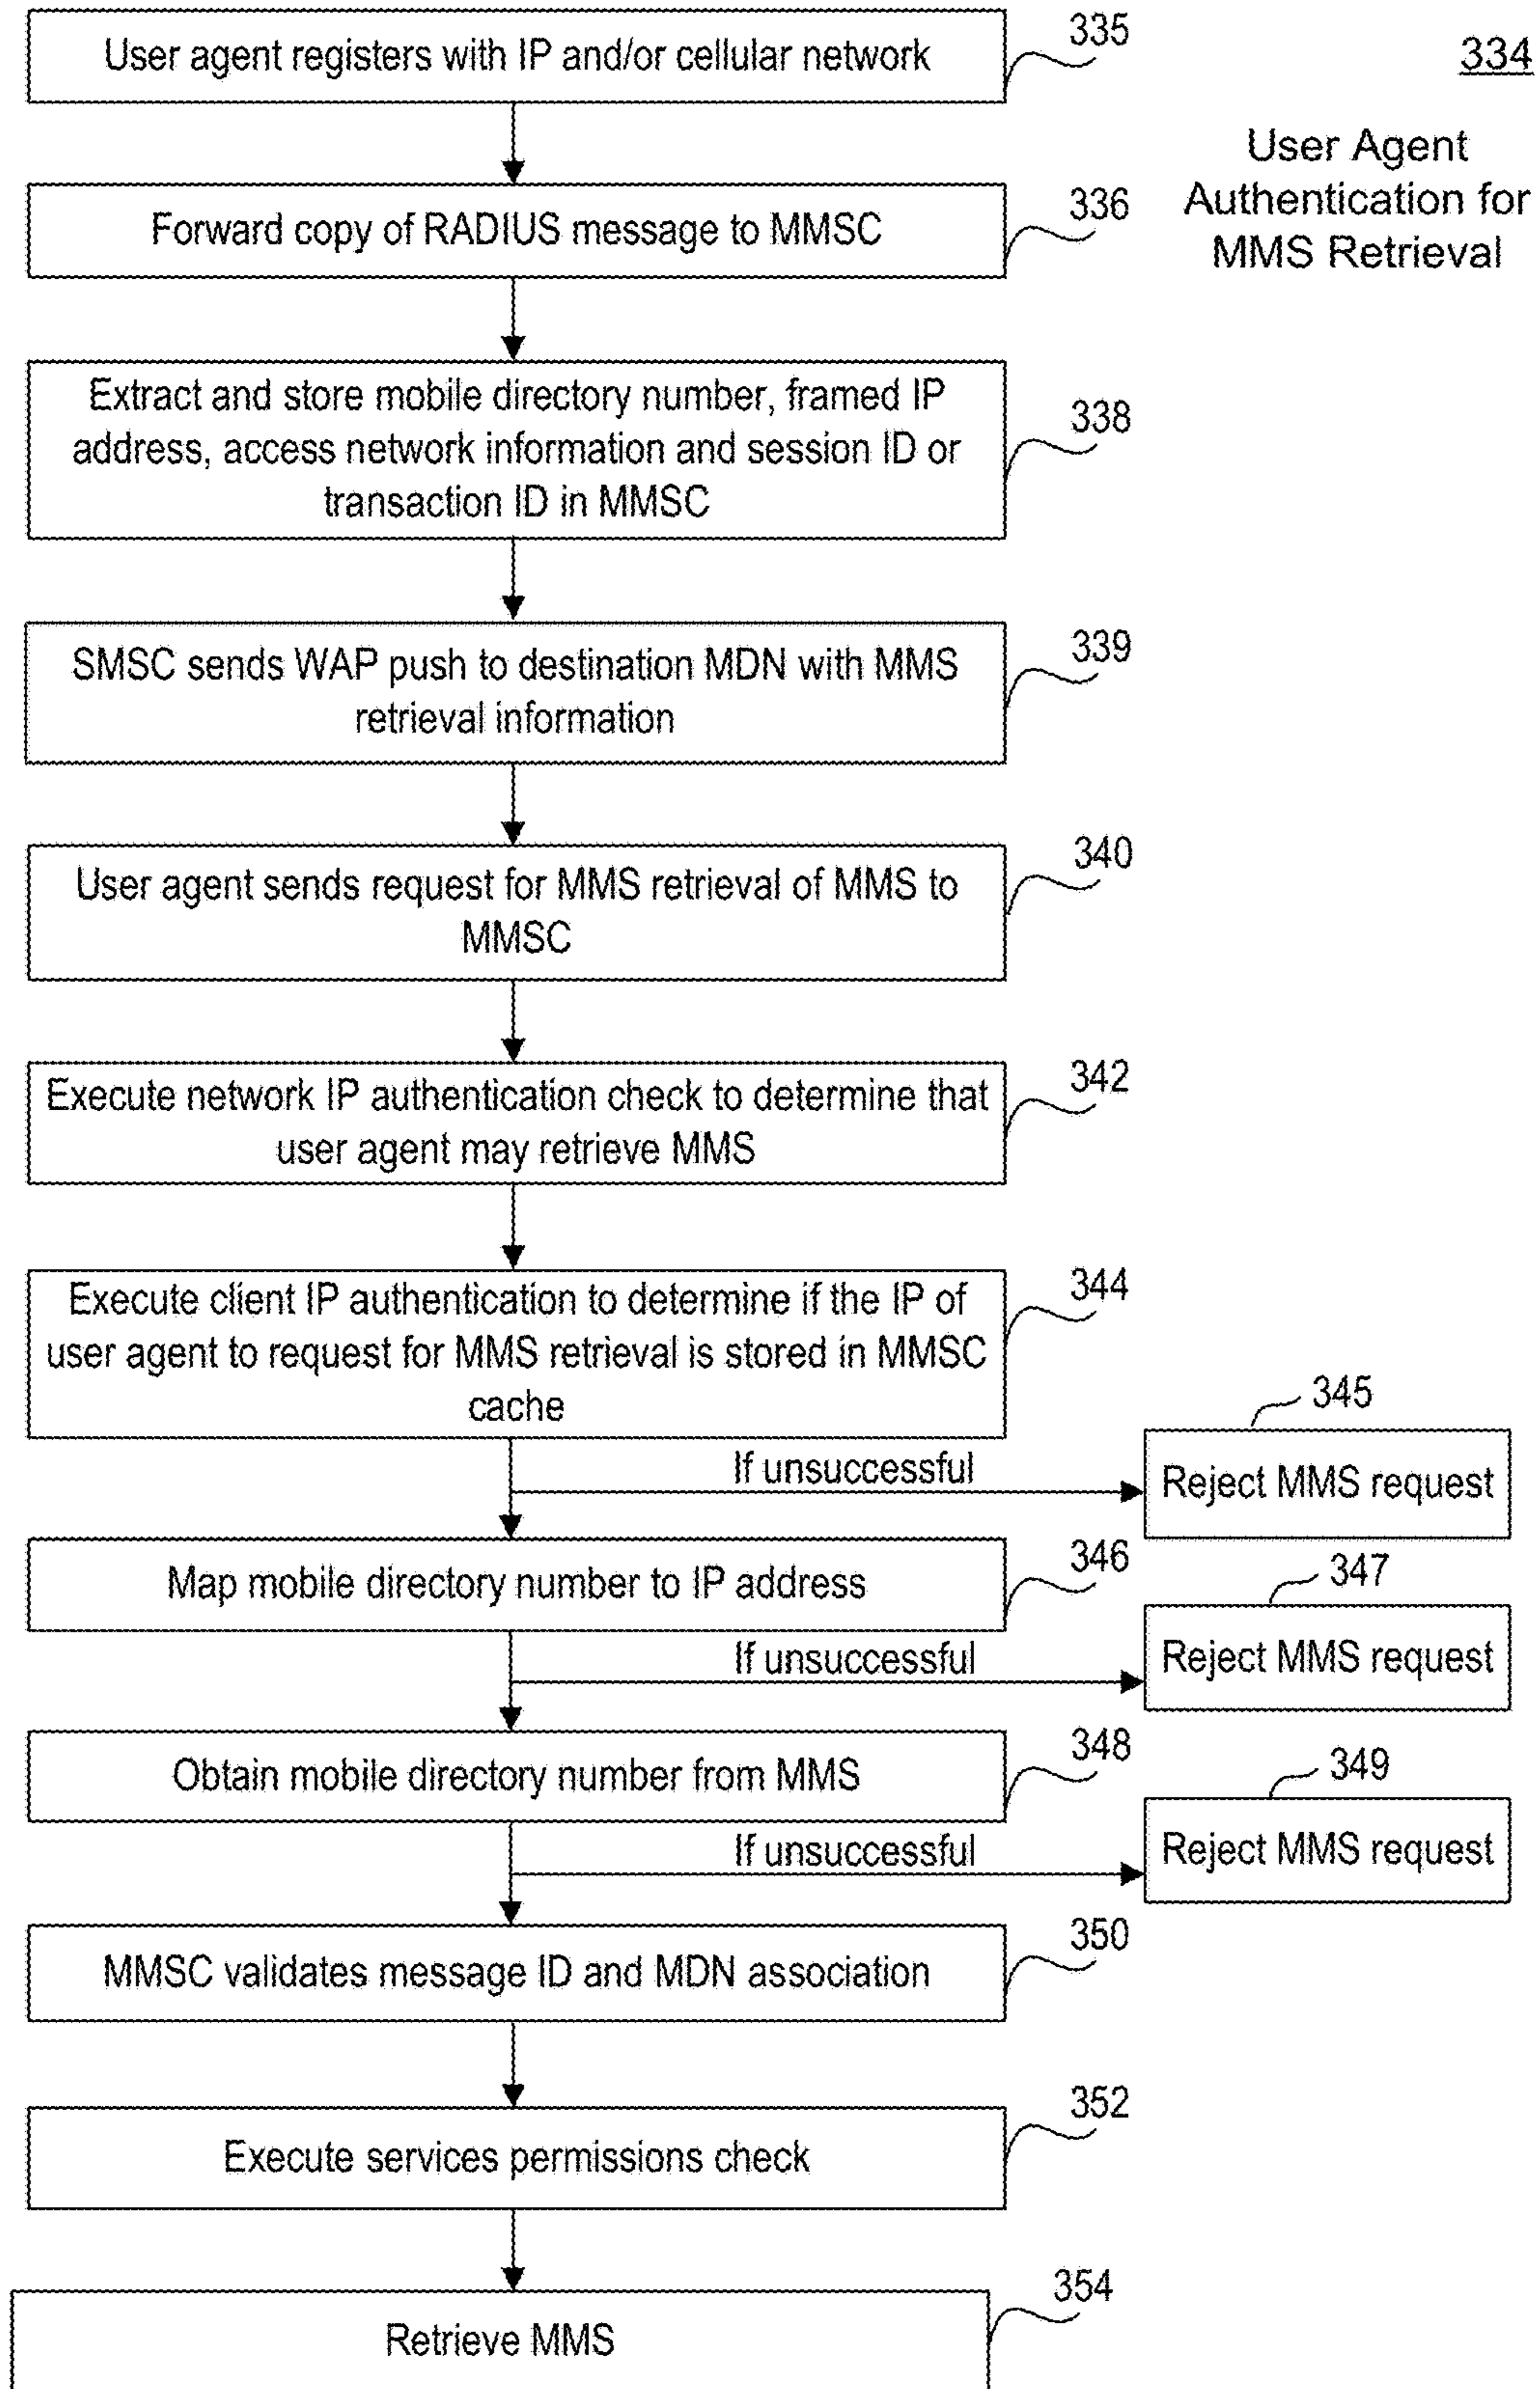 User agent registers with IP and/or cellular network
335
334
User Agent
Authentication for
MMS Retrieval
Forward copy of RADIUS message to MMSC
336
Extract and store mobile directory number, framed IP
address, access network information and session ID or
transaction ID in MMSC
338
SMSC sends WAP push to destination MDN with MMS
retrieval information
339
User agent sends request for MMS retrieval of MMS to
MMSC
340
Execute network IP authentication check to determine that
user agent may retrieve MMS
342
Execute client IP authentication to determine if the IP of
user agent to request for MMS retrieval is stored in MMSC
cache
344
If unsuccessful
345
Reject MMS request
Map mobile directory number to IP address
346
If unsuccessful
347
Reject MMS request
Obtain mobile directory number from MMS
348
If unsuccessful
349
Reject MMS request
MMSC validates message ID and MDN association
350
Execute services permissions check
352
Retrieve MMS
354